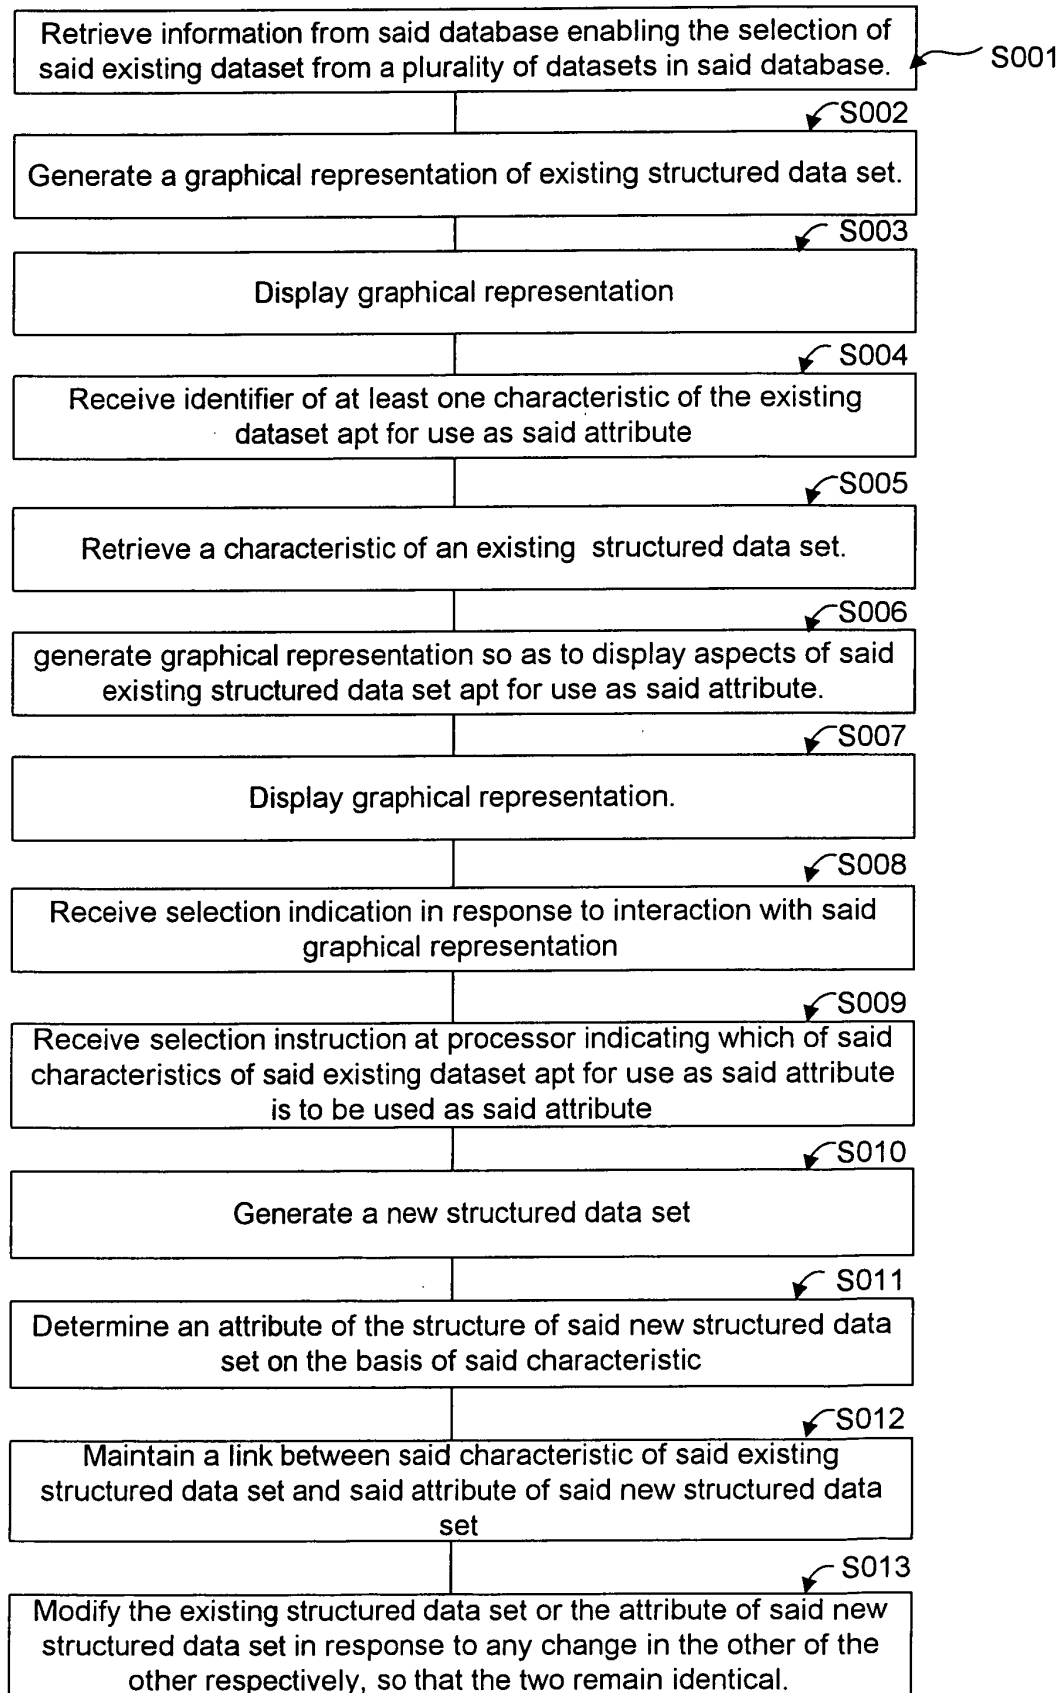 Retrieve information from said database enabling the selection of
said existing dataset from a plurality of datasets in said database.
S001
S002
Generate a graphical representation of existing structured data set.
S003
Display graphical representation
S004
Receive identifier of at least one characteristic of the existing
dataset apt for use as said attribute
S005
Retrieve a characteristic of an existing structured data set.
S006
generate graphical representation so as to display aspects of said
existing structured data set apt for use as said attribute.
S007
Display graphical representation.
S008
Receive selection indication in response to interaction with said
graphical representation
S009
Receive selection instruction at processor indicating which of said
characteristics of said existing dataset apt for use as said attribute
is to be used as said attribute
S010
Generate a new structured data set
S011
Determine an attribute of the structure of said new structured data
set on the basis of said characteristic
S012
Maintain a link between said characteristic of said existing
structured data set and said attribute of said new structured data
set
S013
Modify the existing structured data set or the attribute of said new
structured data set in response to any change in the other of the
other respectively, so that the two remain identical.